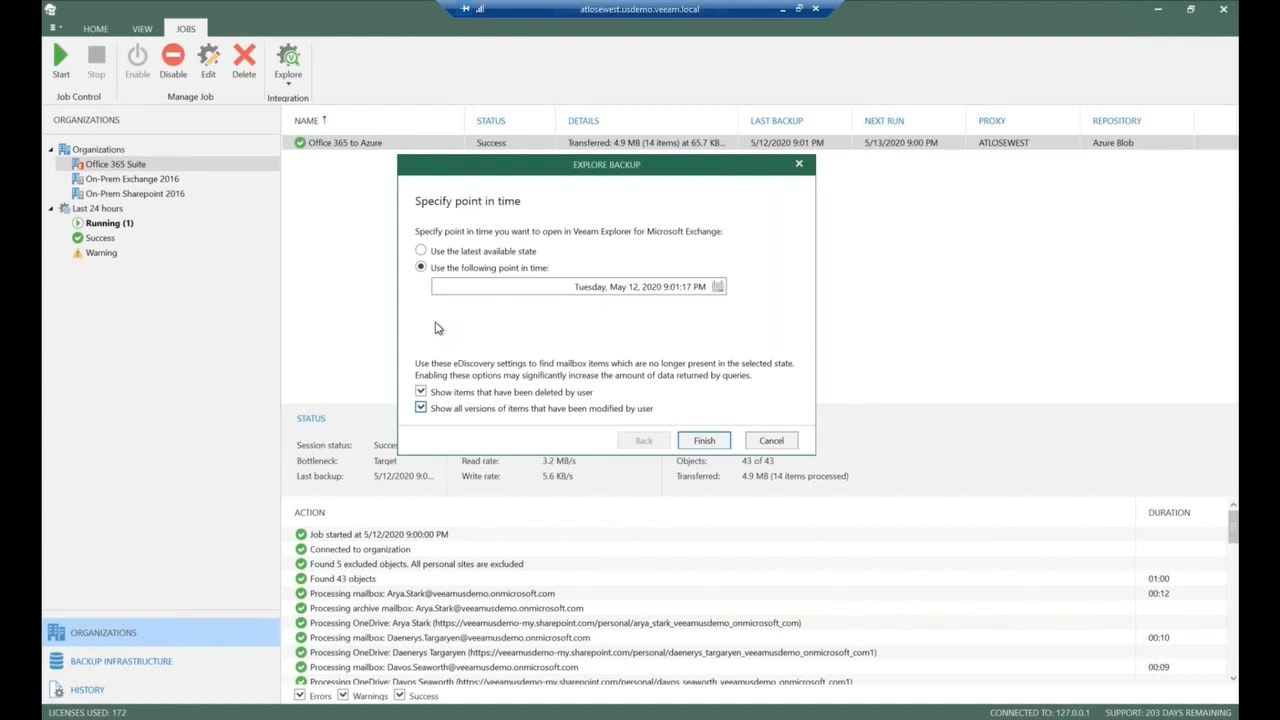 atlosewest.usdemo.veeam.local
HOME VIEW JOBS
Start Stop Enable Disable Edit Delete Explore
Job Control Manage Job Integration
ORGANIZATIONS
Organizations
Office 365 Suite
On-Prem Exchange 2016
On-Prem Sharepoint 2016
Last 24 hours
Running (1)
Success
Warning
NAME STATUS DETAILS LAST BACKUP NEXT RUN PROXY REPOSITORY
Office 365 to Azure Success Transferred: 4.9 MB (14 items) at 65.7 KB... 5/12/2020 9:01 PM 5/13/2020 9:00 PM ATLOSEWEST Azure Blob
EXPLORE BACKUP
Specify point in time
Specify point in time you want to open in Veeam Explorer for Microsoft Exchange:
Use the latest available state
Use the following point in time:
Tuesday, May 12, 2020 9:01:17 PM
Use these eDiscovery settings to find mailbox items which are no longer present in the selected state.
Enabling these options may significantly increase the amount of data returned by queries.
Show items that have been deleted by user
Show all versions of items that have been modified by user
Back Finish Cancel
STATUS
Session status: Succe
Bottleneck: Target Read rate: 3.2 MB/s Objects: 43 of 43
Last backup: 5/12/2020 9:0... Write rate: 5.6 KB/s Transferred: 4.9 MB (14 items processed)
ACTION DURATION
Job started at 5/12/2020 9:00:00 PM
Connected to organization
Found 5 excluded objects. All personal sites are excluded
Found 43 objects 01:00
Processing mailbox: Arya.Stark@veeamusdemo.onmicrosoft.com 00:12
Processing archive mailbox: Arya.Stark@veeamusdemo.onmicrosoft.com
Processing OneDrive: Arya Stark (https://veeamusdemo-my.sharepoint.com/personal/arya_stark_veeamusdemo_onmicrosoft_com)
Processing mailbox: Daenerys.Targaryen@veeamusdemo.onmicrosoft.com 00:10
Processing OneDrive: Daenerys Targaryen (https://veeamusdemo-my.sharepoint.com/personal/daenerys_targaryen_veeamusdemo_onmicrosoft_com1)
Processing mailbox: Davos.Seaworth@veeamusdemo.onmicrosoft.com 00:09
Processing OneDrive: Davos Seaworth (https://veeamusdemo-my.sharepoint.com/personal/davos_seaworth_veeamusdemo_onmicrosoft_com1)
Errors Warnings Success
ORGANIZATIONS
BACKUP INFRASTRUCTURE
HISTORY
LICENSES USED: 172 CONNECTED TO: 127.0.0.1 SUPPORT: 203 DAYS REMAINING